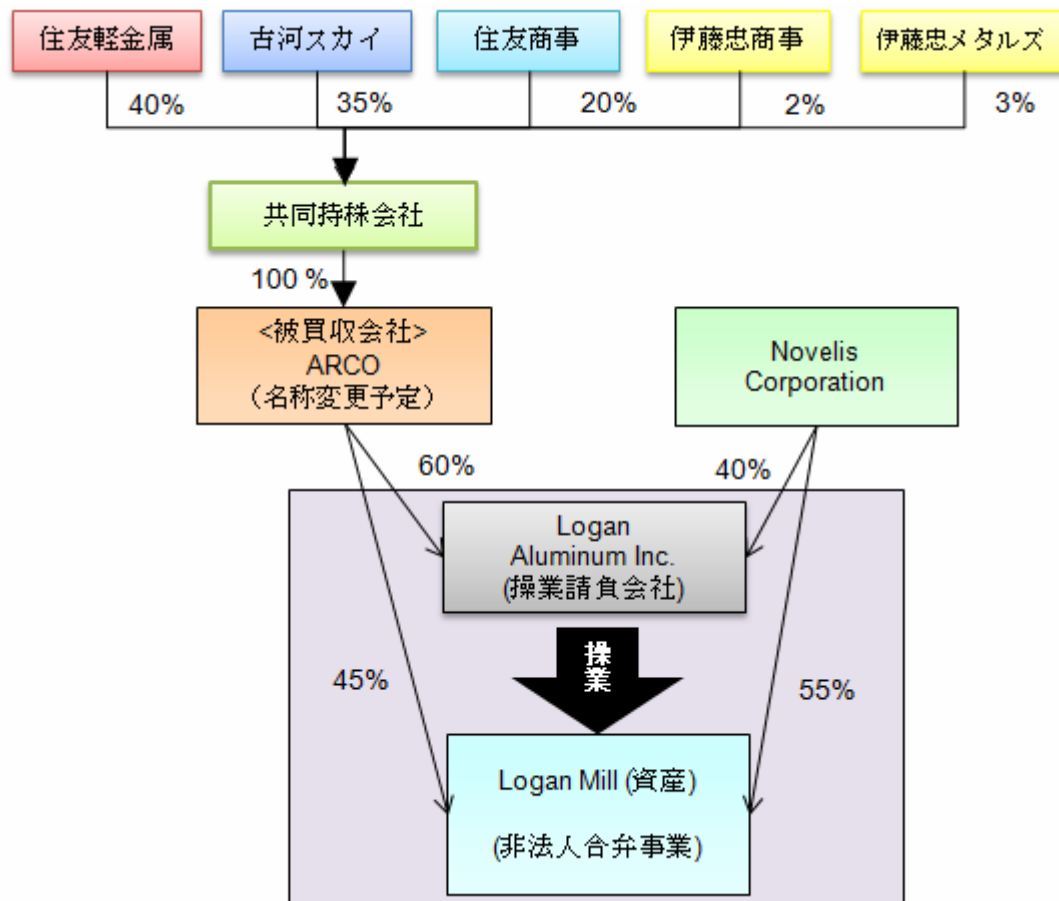 住友軽金属
古河スカイ
住友商事
伊藤忠商事
伊藤忠メタルズ
40%
35%
20%
2%
3%
共同持株会社
100 %
<被買収会社>
ARCO
（名称変更予定）
Novelis
Corporation
60%
40%
Logan
Aluminum Inc.
(操業請負会社)
操業
45%
55%
Logan Mill (資産)
(非法人合弁事業)